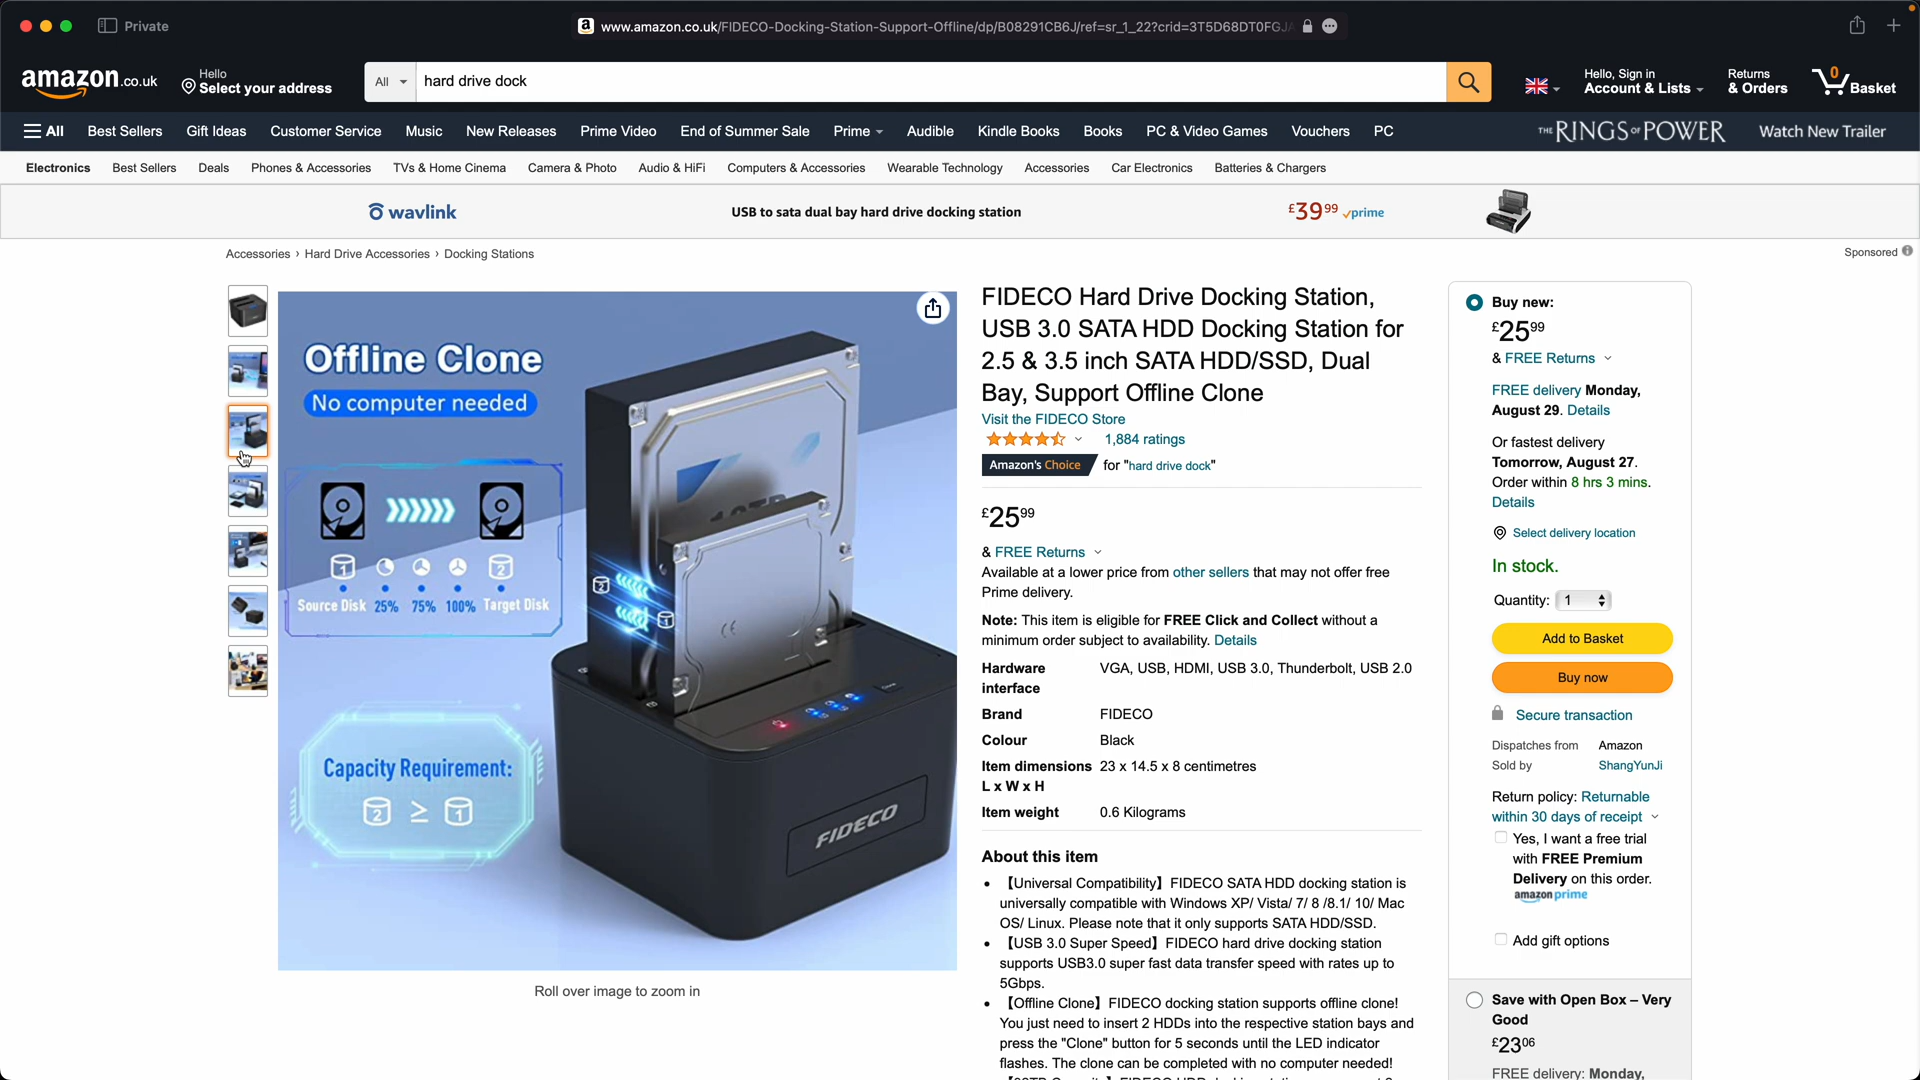 Private
www.amazon.co.uk/FIDECO-Docking-Station-Support-Offline/dp/B08291CB6J/ref=sr_1_22?crid=3T5D68DT0FGJA
amazon.co.uk
Hello
Select your address
All
hard drive dock
Hello, Sign in
Account & Lists
Returns
& Orders
0
Basket
All
Best Sellers
Gift Ideas
Customer Service
Music
New Releases
Prime Video
End of Summer Sale
Prime
Audible
Kindle Books
Books
PC & Video Games
Vouchers
PC
THE RINGS OF POWER
Watch New Trailer
Electronics
Best Sellers
Deals
Phones & Accessories
TVs & Home Cinema
Camera & Photo
Audio & HiFi
Computers & Accessories
Wearable Technology
Accessories
Car Electronics
Batteries & Chargers
wavlink
USB to sata dual bay hard drive docking station
£39 99 prime
Accessories › Hard Drive Accessories › Docking Stations
Sponsored
Offline Clone
No computer needed
1
2
Source Disk 25% 75% 100% Target Disk
2
1
Capacity Requirement:
2 ≥ 1
FIDECO
Roll over image to zoom in
FIDECO Hard Drive Docking Station,
USB 3.0 SATA HDD Docking Station for
2.5 & 3.5 inch SATA HDD/SSD, Dual
Bay, Support Offline Clone
Visit the FIDECO Store
1,884 ratings
Amazon's Choice for "hard drive dock"
£25 99
& FREE Returns
Available at a lower price from other sellers that may not offer free
Prime delivery.
Note: This item is eligible for FREE Click and Collect without a
minimum order subject to availability. Details
Hardware
interface
VGA, USB, HDMI, USB 3.0, Thunderbolt, USB 2.0
Brand FIDECO
Colour Black
Item dimensions 23 x 14.5 x 8 centimetres
L x W x H
Item weight 0.6 Kilograms
About this item
• 【Universal Compatibility】FIDECO SATA HDD docking station is
universally compatible with Windows XP/ Vista/ 7/ 8 /8.1/ 10/ Mac
OS/ Linux. Please note that it only supports SATA HDD/SSD.
• 【USB 3.0 Super Speed】FIDECO hard drive docking station
supports USB3.0 super fast data transfer speed with rates up to
5Gbps.
• 【Offline Clone】FIDECO docking station supports offline clone!
You just need to insert 2 HDDs into the respective station bays and
press the "Clone" button for 5 seconds until the LED indicator
flashes. The clone can be completed with no computer needed!
Buy new:
£25 99
& FREE Returns
FREE delivery Monday,
August 29. Details
Or fastest delivery
Tomorrow, August 27.
Order within 8 hrs 3 mins.
Details
Select delivery location
In stock.
Quantity: 1
Add to Basket
Buy now
Secure transaction
Dispatches from Amazon
Sold by ShangYunJi
Return policy: Returnable
within 30 days of receipt
Yes, I want a free trial
with FREE Premium
Delivery on this order.
amazon prime
Add gift options
Save with Open Box – Very
Good
£23 06
FREE delivery: Monday,